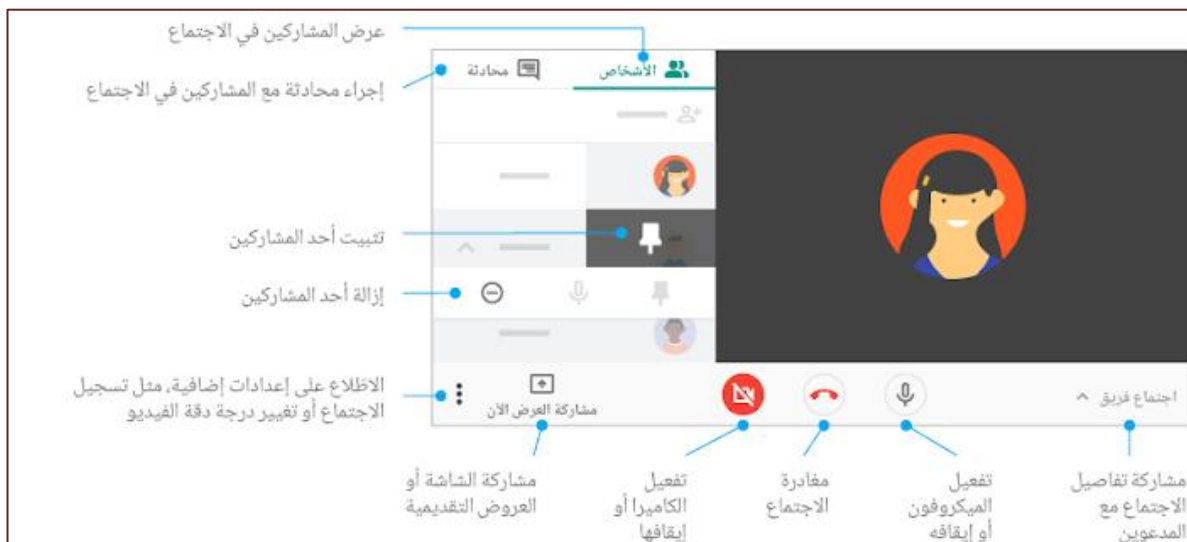 عرض المشاركين في الاجتماع
الأشخاص
محادثة
إجراء محادثة مع المشاركين في الاجتماع
تثبيت أحد المشاركين
إزالة أحد المشاركين
الاطّلاع على إعدادات إضافية، مثل تسجيل
الاجتماع أو تغيير درجة دقة الفيديو
اجتماع فريق
مشاركة العرض الآن
مشاركة تفاصيل
الاجتماع مع
المدعوين
تفعيل
الميكروفون
أو إيقافه
مغادرة
الاجتماع
تفعيل
الكاميرا أو
إيقافها
مشاركة الشاشة أو
العروض التقديمية